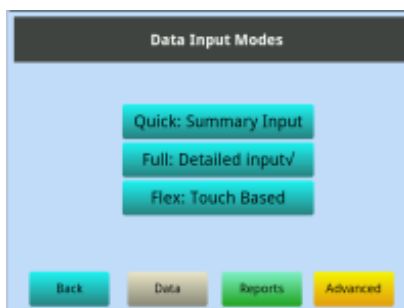 Data Input Modes
Quick: Summary Input
Full: Detailed input√
Flex: Touch Based
Back Data Reports Advanced